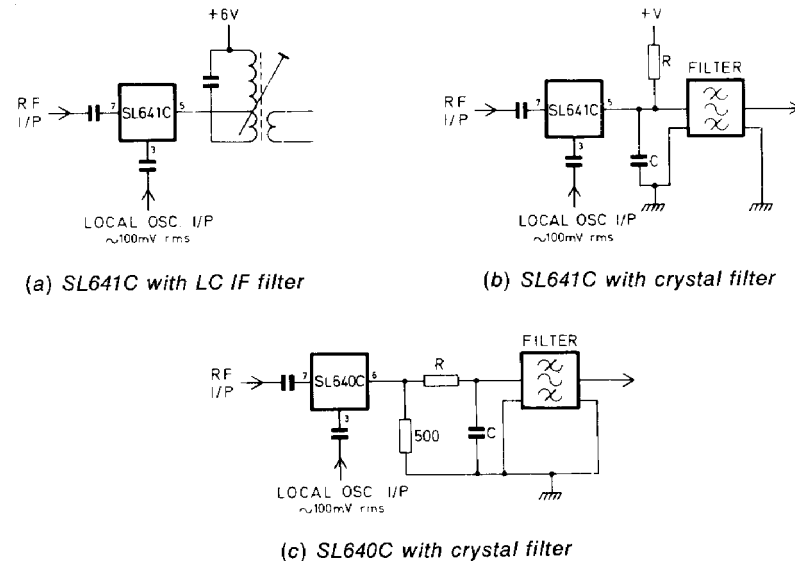 +6V
RF
I/P
7
SL641C
5
3
LOCAL OSC. I/P
~100mV rms
(a) SL641C with LC IF filter
+V
R
FILTER
RF
I/P
7
SL641C
5
3
C
LOCAL OSC I/P
~100mV rms
(b) SL641C with crystal filter
FILTER
RF
I/P
7
SL640C
6
R
3
500
C
LOCAL OSC I/P
~100mV rms
(c) SL640C with crystal filter